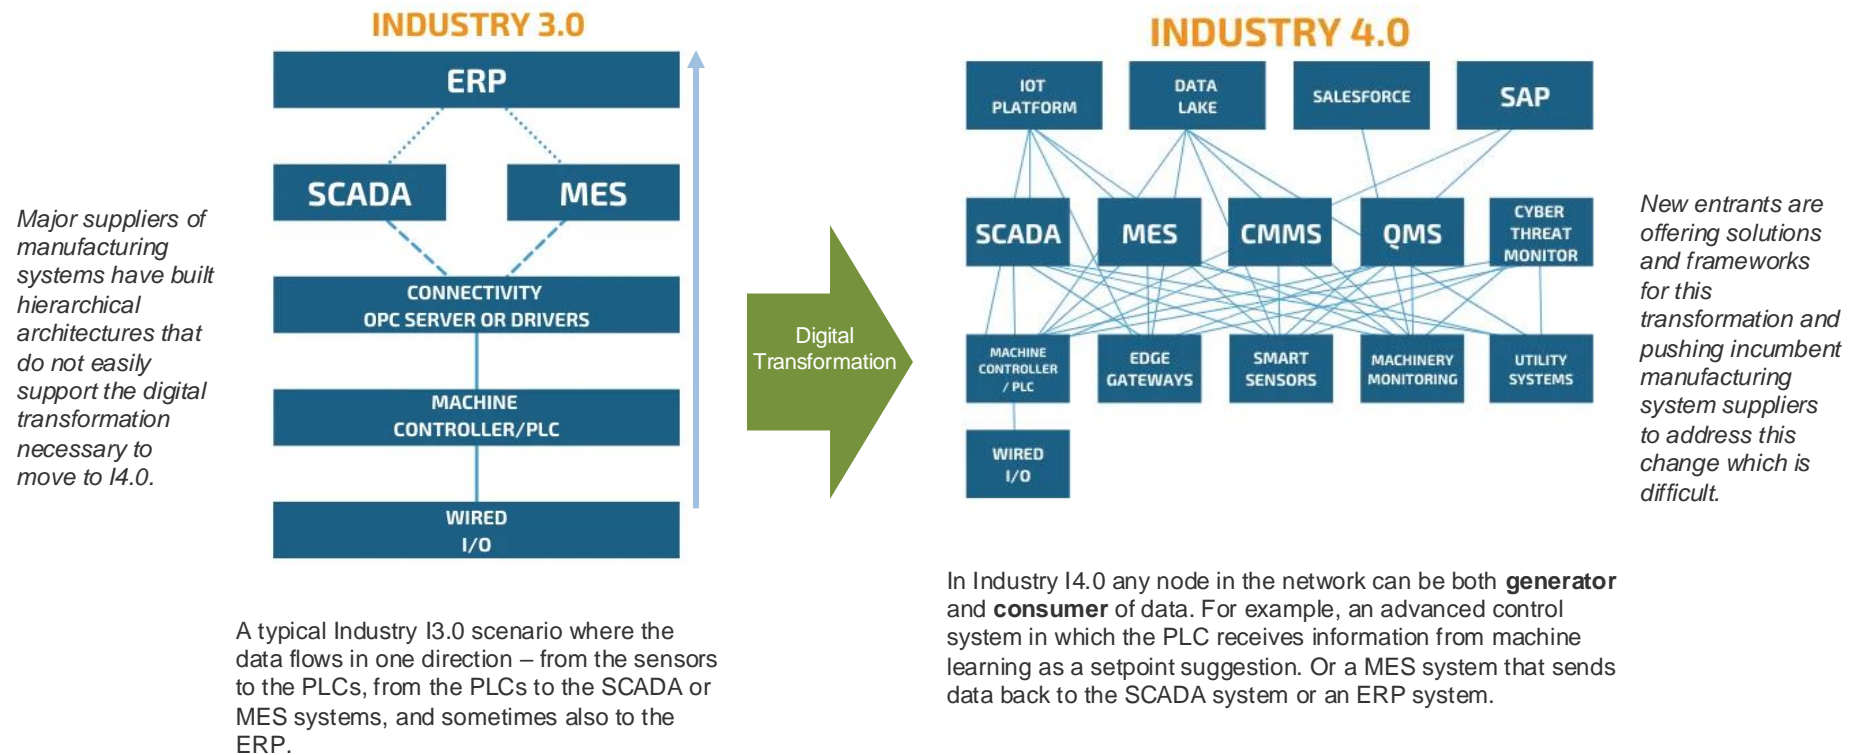 INDUSTRY 3.0
ERP
SCADA
MES
CONNECTIVITY
OPC SERVER OR DRIVERS
MACHINE
CONTROLLER/PLC
WIRED
I/O
Major suppliers of
manufacturing
systems have built
hierarchical
architectures that
do not easily
support the digital
transformation
necessary to
move to I4.0.
A typical Industry I3.0 scenario where the
data flows in one direction – from the sensors
to the PLCs, from the PLCs to the SCADA or
MES systems, and sometimes also to the
ERP.
Digital
Transformation
INDUSTRY 4.0
IOT
PLATFORM
DATA
LAKE
SALESFORCE
SAP
SCADA
MES
CMMS
QMS
CYBER
THREAT
MONITOR
MACHINE
CONTROLLER
/ PLC
EDGE
GATEWAYS
SMART
SENSORS
MACHINERY
MONITORING
UTILITY
SYSTEMS
WIRED
I/O
New entrants are
offering solutions
and frameworks
for this
transformation and
pushing incumbent
manufacturing
system suppliers
to address this
change which is
difficult.
In Industry I4.0 any node in the network can be both generator
and consumer of data. For example, an advanced control
system in which the PLC receives information from machine
learning as a setpoint suggestion. Or a MES system that sends
data back to the SCADA system or an ERP system.